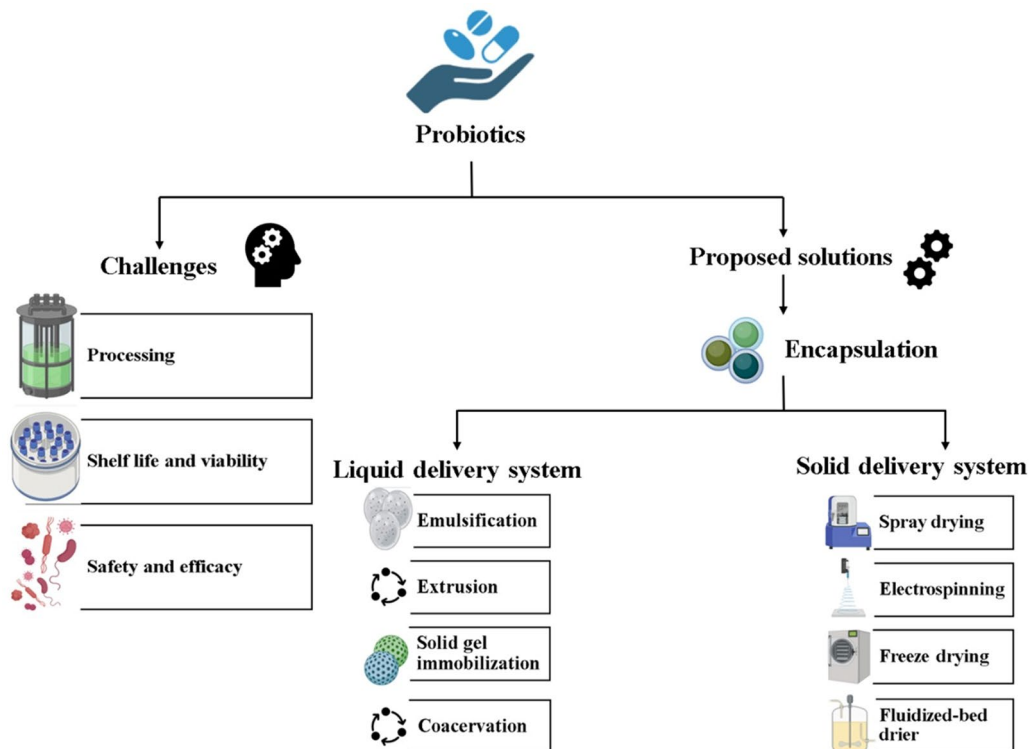 Probiotics
Challenges
Processing
Shelf life and viability
Safety and efficacy
Proposed solutions
Encapsulation
Liquid delivery system
Emulsification
Extrusion
Solid gel
immobilization
Coacervation
Solid delivery system
Spray drying
Electrospinning
Freeze drying
Fluidized-bed
drier